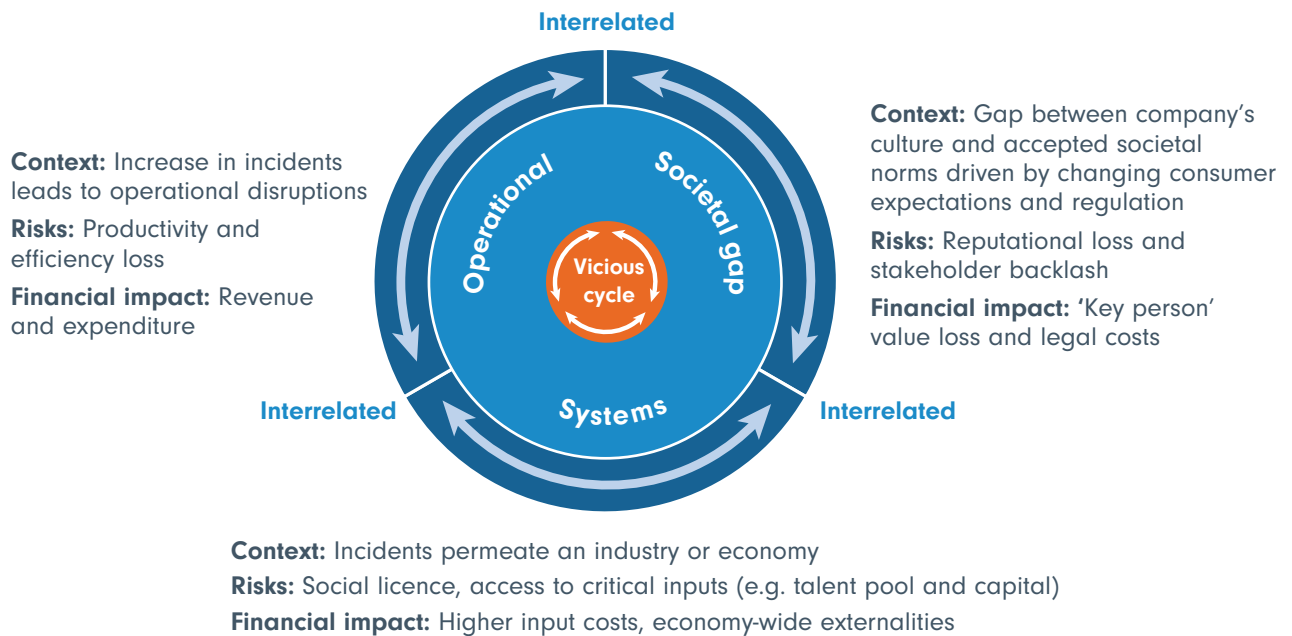 Interrelated
Context: Increase in incidents
leads to operational disruptions
Risks: Productivity and
efficiency loss
Financial impact: Revenue
and expenditure
Operational
Societal gap
Vicious
cycle
Systems
Context: Gap between company’s
culture and accepted societal
norms driven by changing consumer
expectations and regulation
Risks: Reputational loss and
stakeholder backlash
Financial impact: ‘Key person’
value loss and legal costs
Interrelated
Interrelated
Context: Incidents permeate an industry or economy
Risks: Social licence, access to critical inputs (e.g. talent pool and capital)
Financial impact: Higher input costs, economy-wide externalities